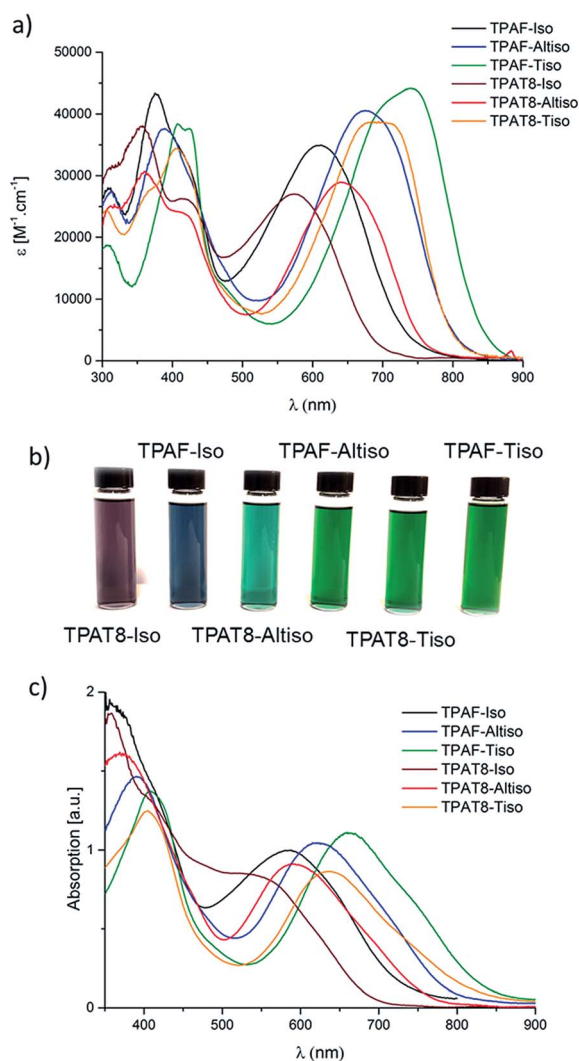 a)
TPAF-Iso
TPAF-Altiso
TPAF-Tiso
TPAT8-Iso
TPAT8-Altiso
TPAT8-Tiso
50000
40000
30000
20000
10000
0
ε [M⁻¹.cm⁻¹]
300 400 500 600 700 800 900
λ (nm)
b)
TPAF-Iso TPAF-Altiso TPAF-Tiso
TPAT8-Iso TPAT8-Altiso TPAT8-Tiso
c)
TPAF-Iso
TPAF-Altiso
TPAF-Tiso
TPAT8-Iso
TPAT8-Altiso
TPAT8-Tiso
2
1
0
Absorption [a.u.]
400 500 600 700 800 900
λ (nm)